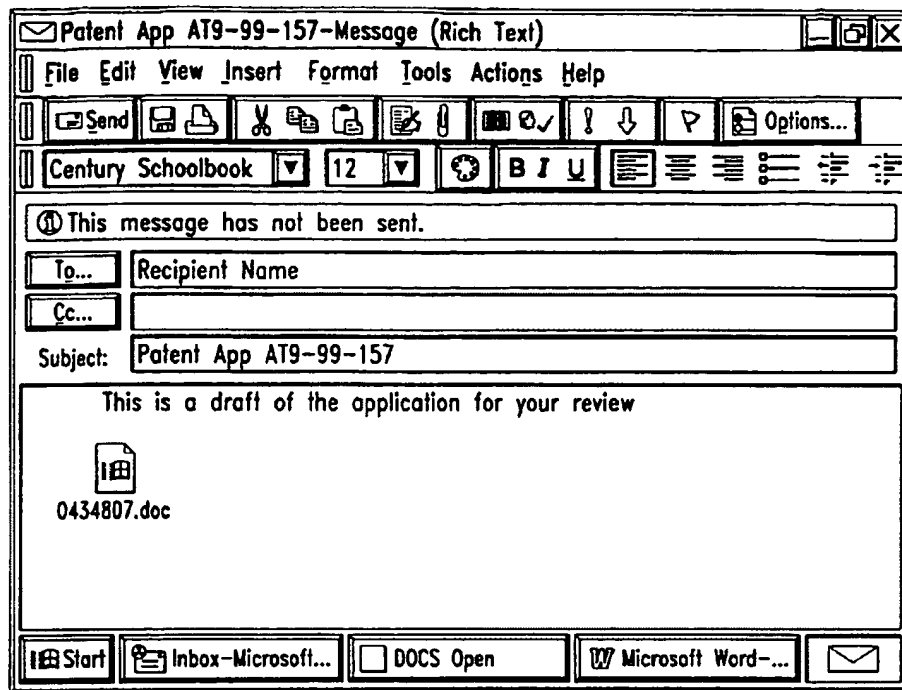 Patent App AT9-99-157-Message (Rich Text)
File Edit View Insert Format Tools Actions Help
Send Options...
Century Schoolbook 12 B I U
This message has not been sent.
To... Recipient Name
Cc...
Subject: Patent App AT9-99-157
This is a draft of the application for your review
0434807.doc
Start Inbox-Microsoft... DOCS Open W Microsoft Word-...